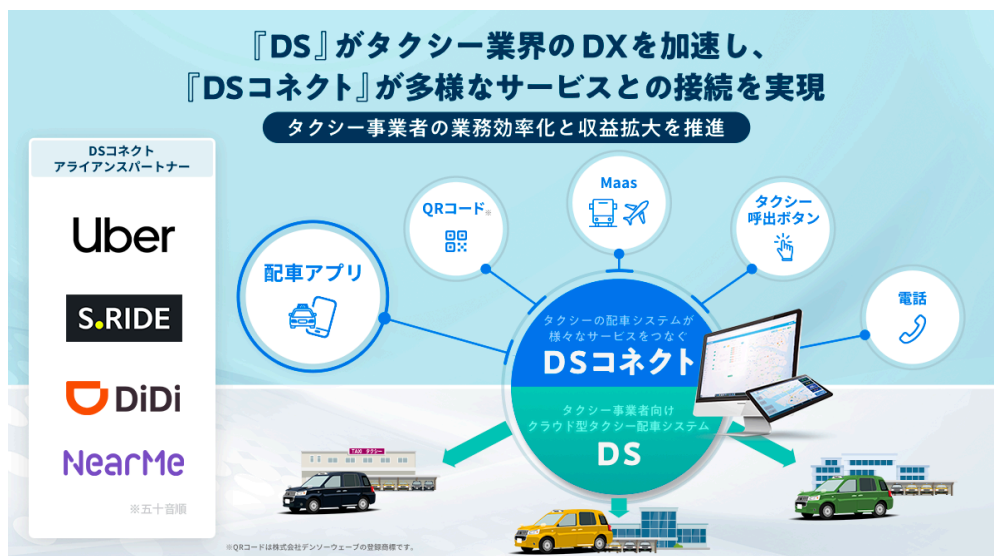 『DS』がタクシー業界のDXを加速し、
『DSコネクト』が多様なサービスとの接続を実現
タクシー事業者の業務効率化と収益拡大を推進
DSコネクト
アライアンスパートナー
Uber
S.RIDE
DiDi
NearMe
※五十音順
配車アプリ
QRコード※
Maas
タクシー
呼出ボタン
電話
タクシーの配車システムが
様々なサービスをつなぐ
DSコネクト
タクシー事業者向け
クラウド型タクシー配車システム
DS
TAXI タクシー
※QRコードは株式会社デンソーウェーブの登録商標です。